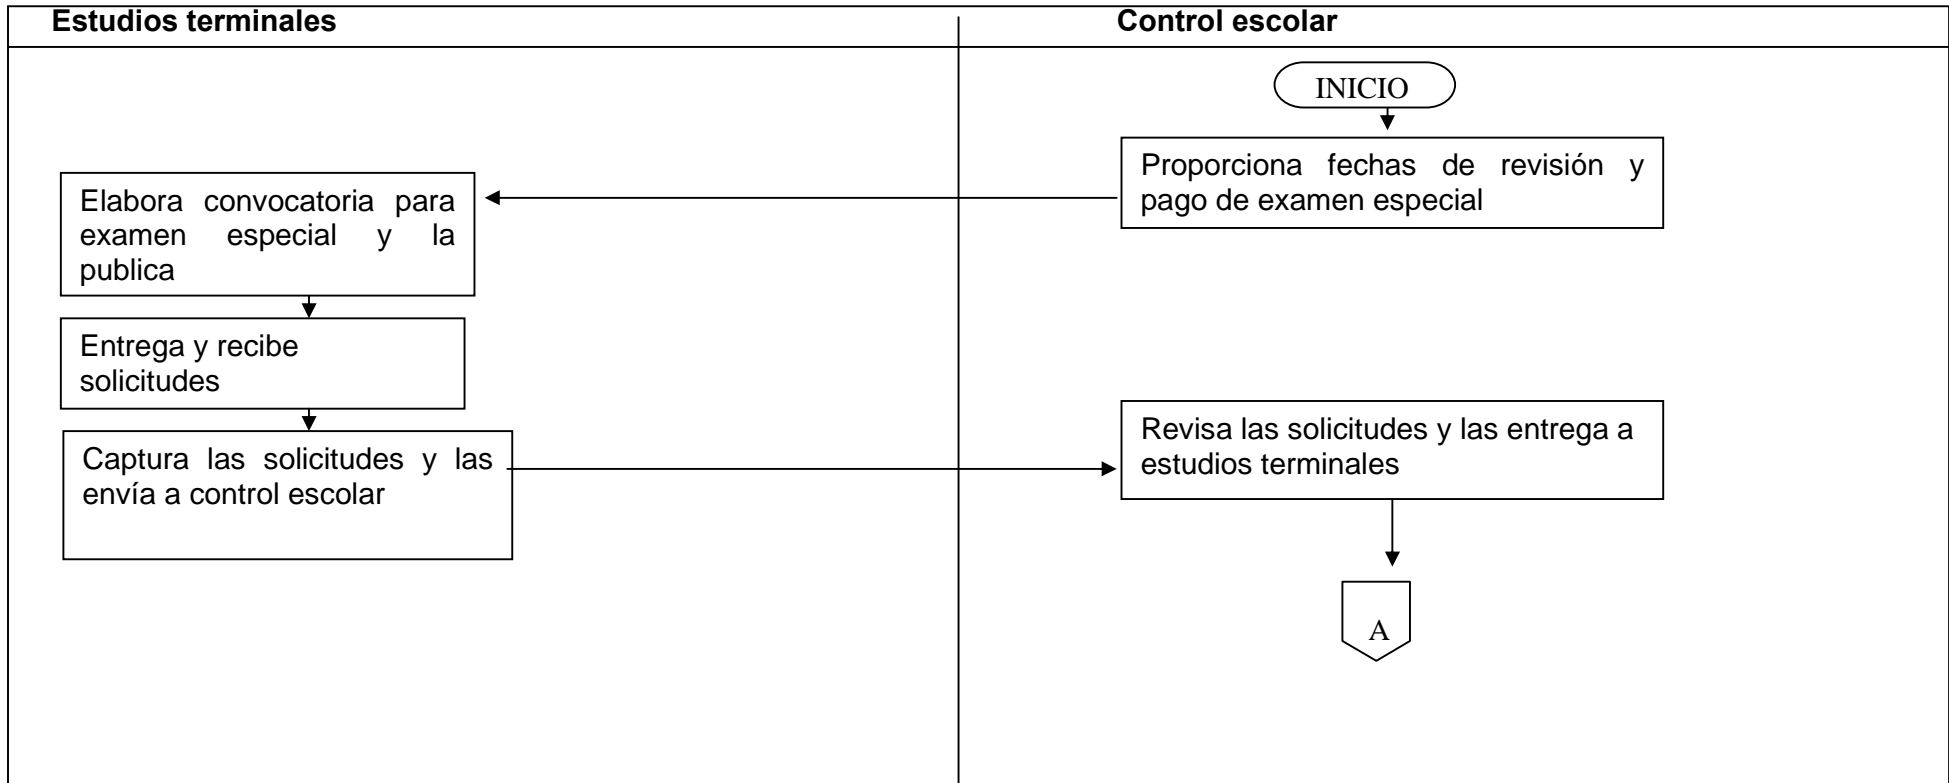 Estudios terminales
Control escolar
INICIO
Proporciona fechas de revisión y
pago de examen especial
Elabora convocatoria para
examen especial y la
publica
Entrega y recibe
solicitudes
Captura las solicitudes y las
envía a control escolar
Revisa las solicitudes y las entrega a
estudios terminales
A